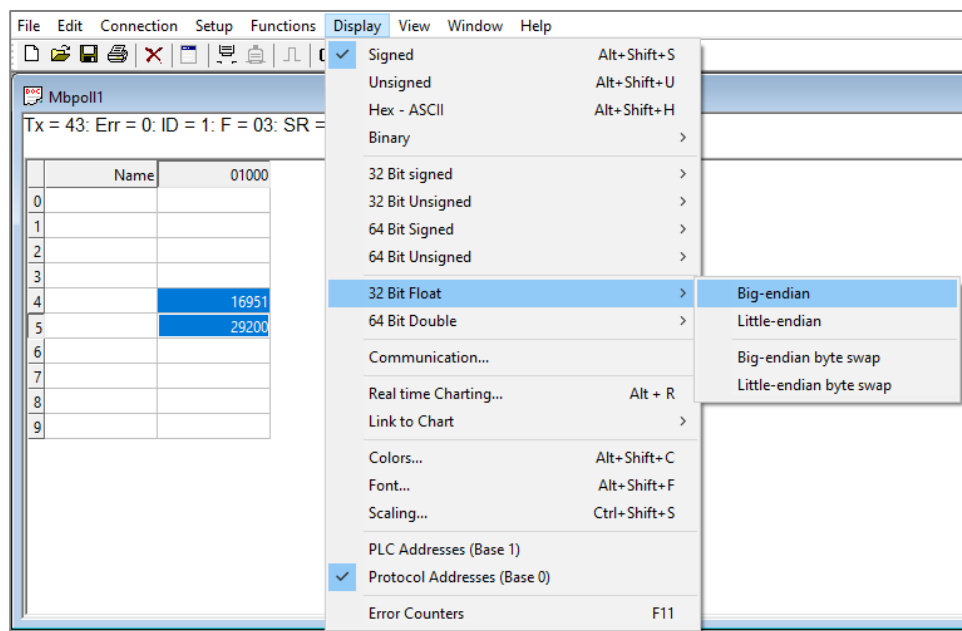 File Edit Connection Setup Functions Display View Window Help
Mbpoll1
Tx = 43: Err = 0: ID = 1: F = 03: SR =
Name 01000
0
1
2
3
4 16951
5 29200
6
7
8
9
Signed Alt+Shift+S
Unsigned Alt+Shift+U
Hex - ASCII Alt+Shift+H
Binary
32 Bit signed
32 Bit Unsigned
64 Bit Signed
64 Bit Unsigned
32 Bit Float
64 Bit Double
Communication...
Real time Charting... Alt + R
Link to Chart
Colors... Alt+Shift+C
Font... Alt+Shift+F
Scaling... Ctrl+Shift+S
PLC Addresses (Base 1)
Protocol Addresses (Base 0)
Error Counters F11
Big-endian
Little-endian
Big-endian byte swap
Little-endian byte swap